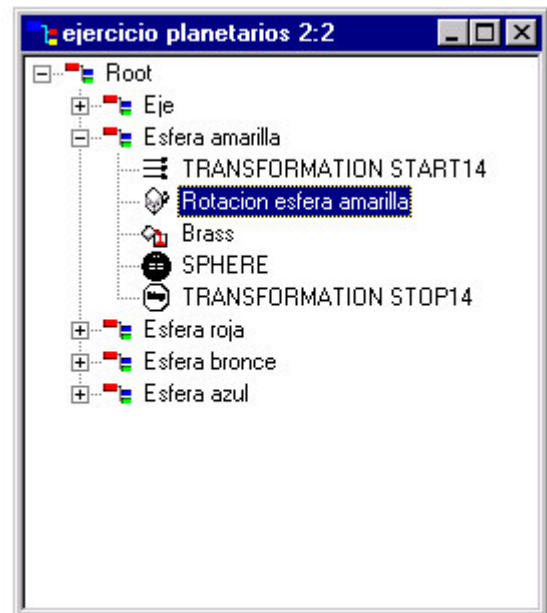 ejercicio planetarios 2:2
Root
Eje
Esfera amarilla
TRANSFORMATION START14
Rotacion esfera amarilla
Brass
SPHERE
TRANSFORMATION STOP14
Esfera roja
Esfera bronce
Esfera azul